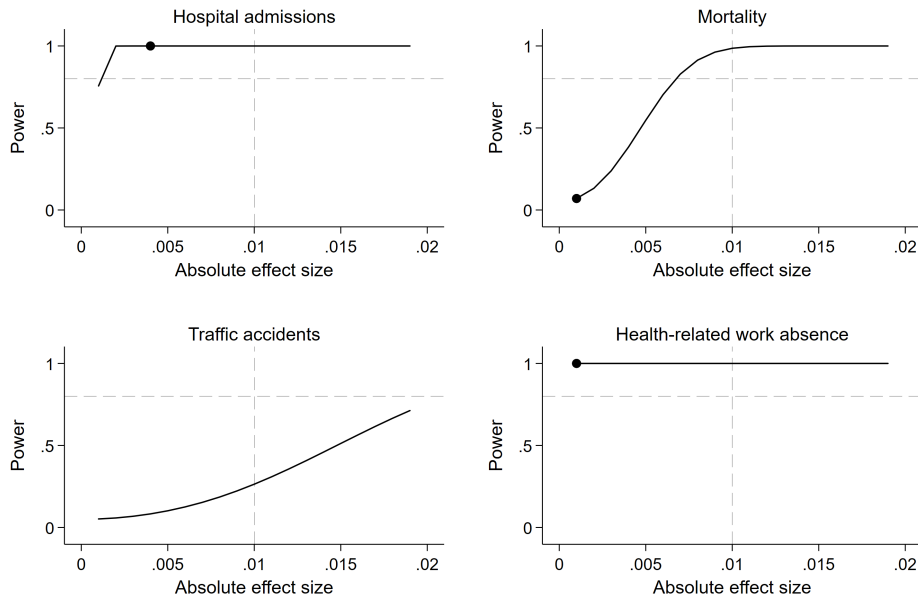 Hospital admissions
1
.5
0
Power
0 .005 .01 .015 .02
Absolute effect size
Mortality
1
.5
0
Power
0 .005 .01 .015 .02
Absolute effect size
Traffic accidents
1
.5
0
Power
0 .005 .01 .015 .02
Absolute effect size
Health-related work absence
1
.5
0
Power
0 .005 .01 .015 .02
Absolute effect size